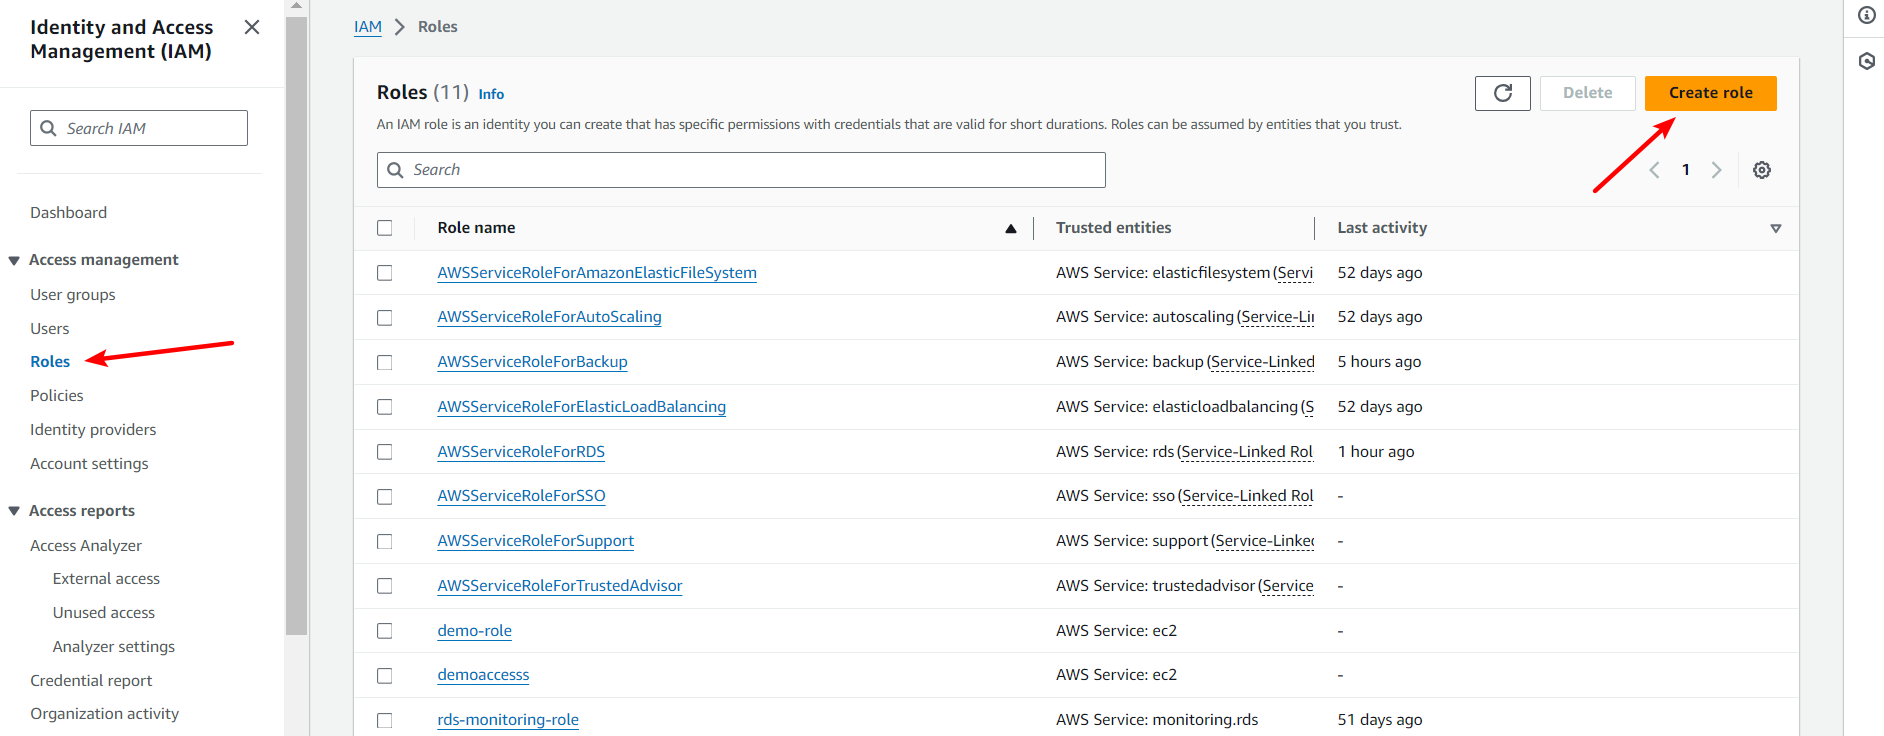 Identity and Access
Management (IAM)
Search IAM
Dashboard
Access management
User groups
Users
Roles
Policies
Identity providers
Account settings
Access reports
Access Analyzer
External access
Unused access
Analyzer settings
Credential report
Organization activity
IAM > Roles
Roles (11) Info
Delete
Create role
An IAM role is an identity you can create that has specific permissions with credentials that are valid for short durations. Roles can be assumed by entities that you trust.
Search
1
Role name Trusted entities Last activity
AWSServiceRoleForAmazonElasticFileSystem AWS Service: elasticfilesystem (Servi 52 days ago
AWSServiceRoleForAutoScaling AWS Service: autoscaling (Service-Li 52 days ago
AWSServiceRoleForBackup AWS Service: backup (Service-Linked 5 hours ago
AWSServiceRoleForElasticLoadBalancing AWS Service: elasticloadbalancing (S 52 days ago
AWSServiceRoleForRDS AWS Service: rds (Service-Linked Rol 1 hour ago
AWSServiceRoleForSSO AWS Service: sso (Service-Linked Rol -
AWSServiceRoleForSupport AWS Service: support (Service-Linked -
AWSServiceRoleForTrustedAdvisor AWS Service: trustedadvisor (Service -
demo-role AWS Service: ec2 -
demoaccesss AWS Service: ec2 -
rds-monitoring-role AWS Service: monitoring.rds 51 days ago